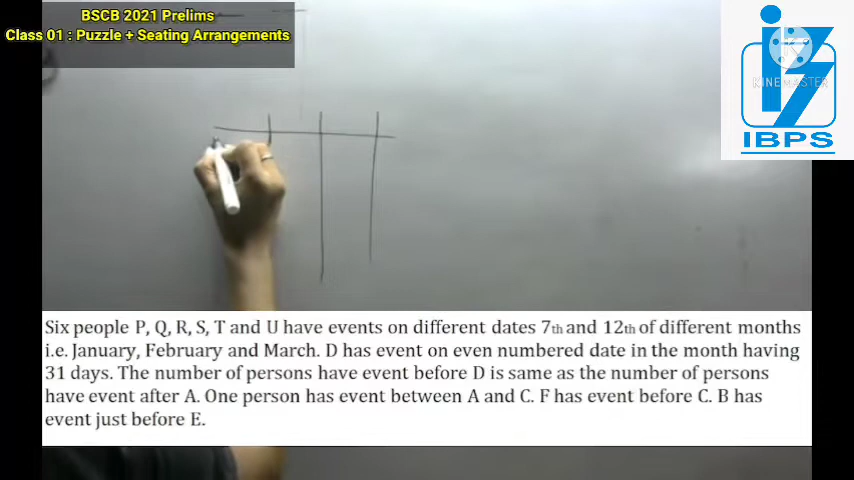 BSCB 2021 Prelims
Class 01 : Puzzle + Seating Arrangements
KINEMASTER
IBPS
Six people P, Q, R, S, T and U have events on different dates 7th and 12th of different months
i.e. January, February and March. D has event on even numbered date in the month having
31 days. The number of persons have event before D is same as the number of persons
have event after A. One person has event between A and C. F has event before C. B has
event just before E.